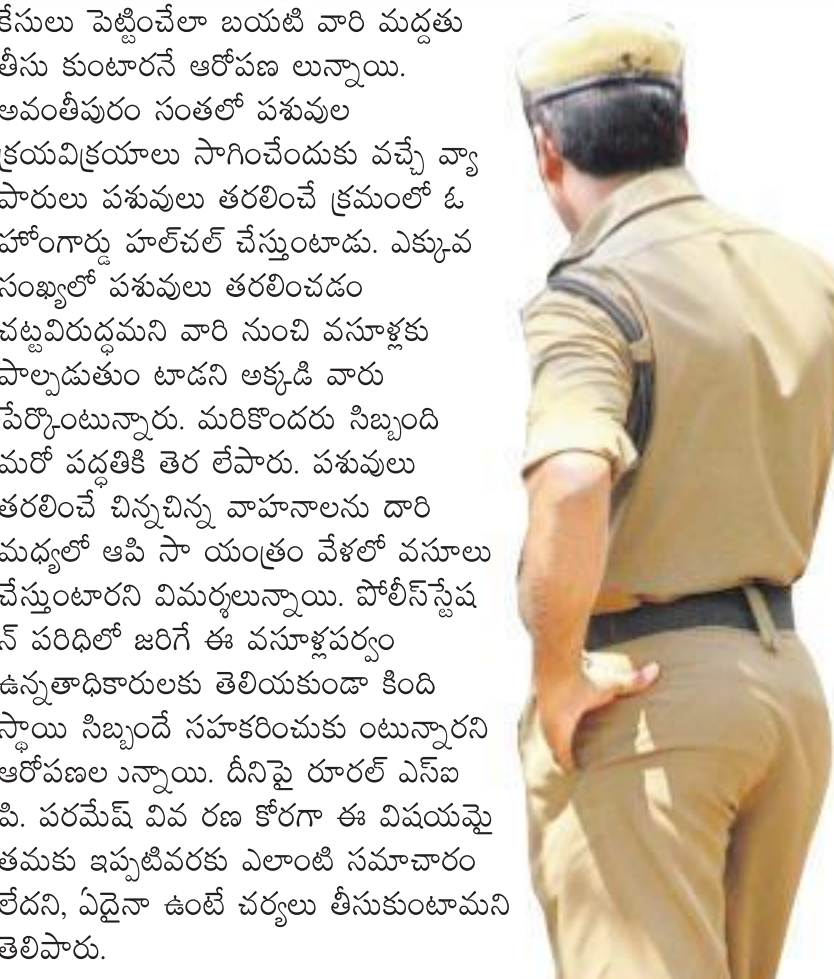 కేసులు పెట్టించేలా బయటి వారి మద్దతు
తీసు కుంటారనే ఆరోపణ లున్నాయి.
అవంతీపురం సంతలో పశువుల
క్రయవిక్రయాలు సాగించేందుకు వచ్చే వ్యా
పారులు పశువులు తరలించే క్రమంలో ఓ
హోంగార్డు హల్‌చల్ చేస్తుంటాడు. ఎక్కువ
సంఖ్యలో పశువులు తరలించడం
చట్టవిరుద్ధమని వారి నుంచి వసూళ్లకు
పాల్పడుతుం టాడని అక్కడి వారు
పేర్కొంటున్నారు. మరికొందరు సిబ్బంది
మరో పద్ధతికి తెర లేపారు. పశువులు
తరలించే చిన్నచిన్న వాహనాలను దారి
మధ్యలో ఆపి సా యంత్రం వేళలో వసూలు
చేస్తుంటారని విమర్శలున్నాయి. పోలీస్‌స్టేష
న్ పరిధిలో జరిగే ఈ వసూళ్లపర్వం
ఉన్నతాధికారులకు తెలియకుండా కింది
స్థాయి సిబ్బందే సహకరించుకు ంటున్నారని
ఆరోపణల ున్నాయి. దీనిపై రూరల్ ఎస్ఐ
పి. పరమేష్ వివ రణ కోరగా ఈ విషయమై
తమకు ఇప్పటివరకు ఎలాంటి సమాచారం
లేదని, ఏదైనా ఉంటే చర్యలు తీసుకుంటామని
తెలిపారు.